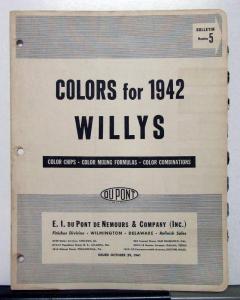 BULLETIN
Number 5
COLORS for 1942
WILLYS
COLOR CHIPS - COLOR MIXING FORMULAS - COLOR COMBINATIONS
DU PONT
E. I. DU PONT DE NEMOURS & COMPANY (INC.)
Finishes Division - WILMINGTON - DELAWARE - Refinish Sales
ISSUED OCTOBER 29, 1941